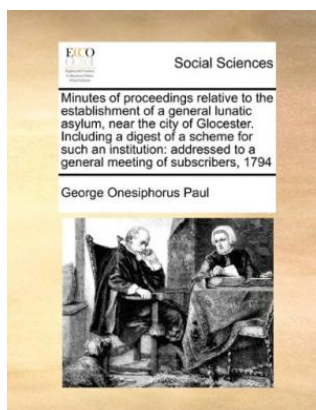 ECCO
Social Sciences
Minutes of proceedings relative to the
establishment of a general lunatic
asylum, near the city of Glocester.
Including a digest of a scheme for
such an institution: addressed to a
general meeting of subscribers, 1794
George Onesiphorus Paul